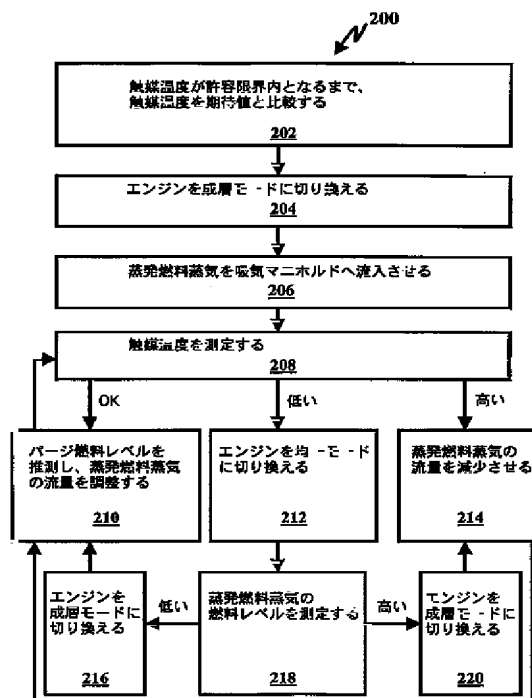 200
触媒温度が許容限界内となるまで、
触媒温度を期待値と比較する
202
エンジンを成層モードに切り換える
204
蒸発燃料蒸気を吸気マニホルドへ流入させる
206
触媒温度を測定する
208
OK
低い
高い
パージ燃料レベルを
推測し、蒸発燃料蒸気
の流量を調整する
210
エンジンを均一モード
に切り換える
212
蒸発燃料蒸気の
流量を減少させる
214
エンジンを
成層モードに
切り換える
216
低い
蒸発燃料蒸気の
燃料レベルを測定する
218
高い
エンジンを
成層モードに
切り換える
220